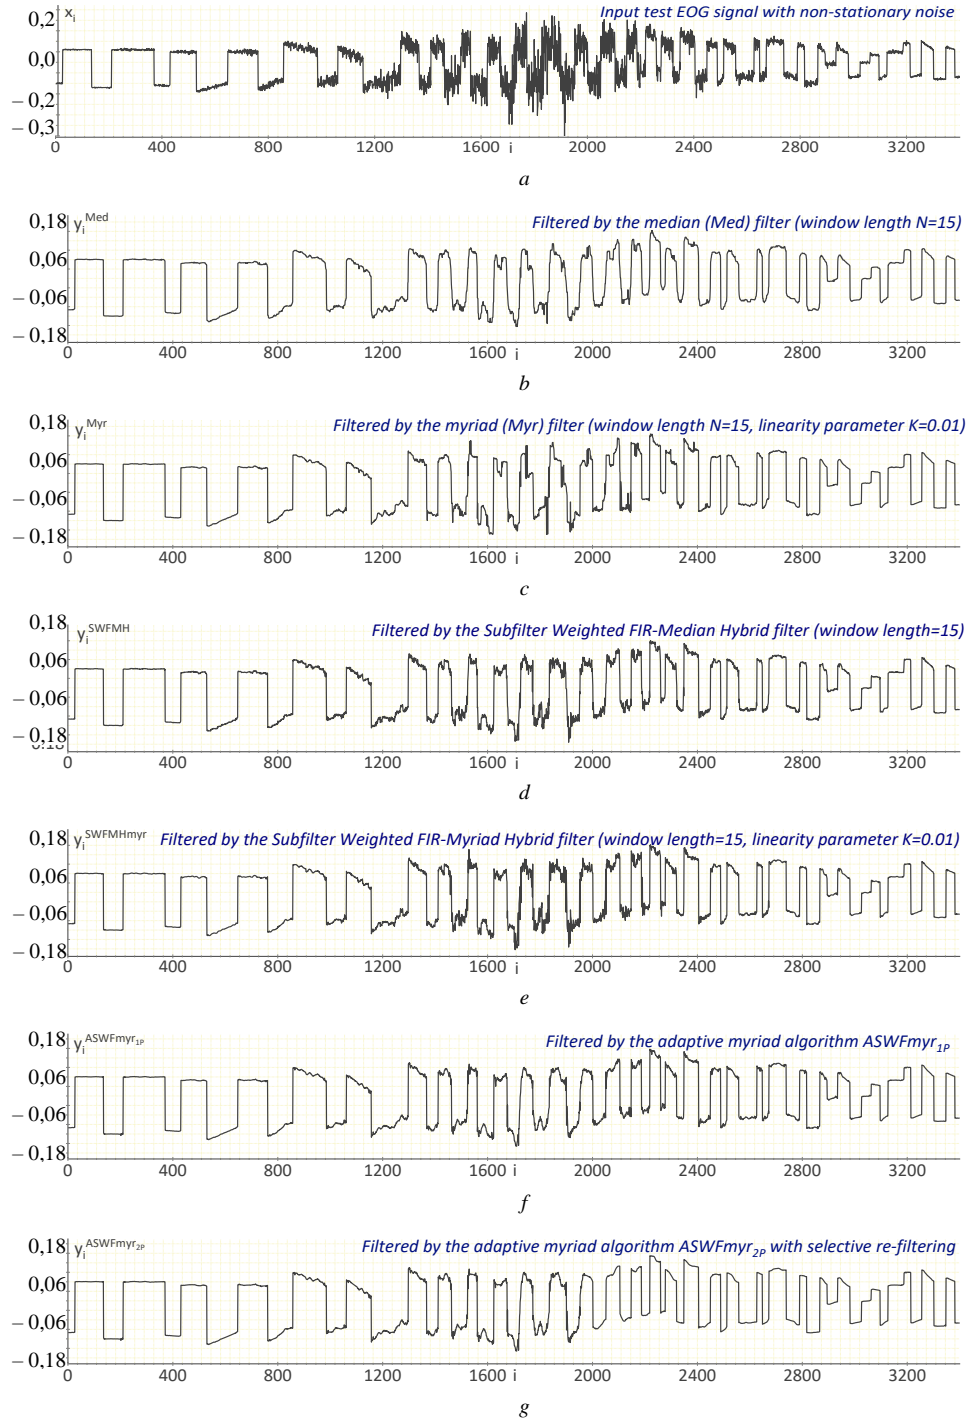 0,2 x_i Input test EOG signal with non-stationary noise
0,0
– 0,2
– 0,3
0 400 800 1200 1600 i 2000 2400 2800 3200
a
0,18 y_i^Med Filtered by the median (Med) filter (window length N=15)
0,06
– 0,06
– 0,18
0 400 800 1200 1600 i 2000 2400 2800 3200
b
0,18 y_i^Myr Filtered by the myriad (Myr) filter (window length N=15, linearity parameter K=0.01)
0,06
– 0,06
– 0,18
0 400 800 1200 1600 i 2000 2400 2800 3200
c
0,18 y_i^SWFMH Filtered by the Subfilter Weighted FIR-Median Hybrid filter (window length=15)
0,06
– 0,06
– 0,18
0 400 800 1200 1600 i 2000 2400 2800 3200
d
0,18 y_i^SWFMHmyr Filtered by the Subfilter Weighted FIR-Myriad Hybrid filter (window length=15, linearity parameter K=0.01)
0,06
– 0,06
– 0,18
0 400 800 1200 1600 i 2000 2400 2800 3200
e
0,18 y_i^ASWFmyr_1P Filtered by the adaptive myriad algorithm ASWFmyr_1P
0,06
– 0,06
– 0,18
0 400 800 1200 1600 i 2000 2400 2800 3200
f
0,18 y_i^ASWFmyr_2P Filtered by the adaptive myriad algorithm ASWFmyr_2P with selective re-filtering
0,06
– 0,06
– 0,18
0 400 800 1200 1600 i 2000 2400 2800 3200
g